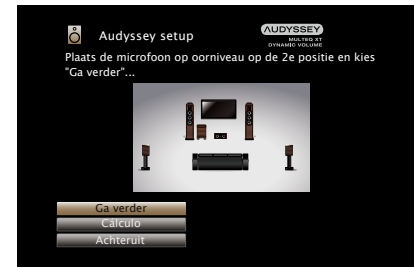 Audyssey setup
AUDYSSEY
MULTEQ XT
DYNAMIC VOLUME
Plaats de microfoon op oorniveau op de 2e positie en kies
"Ga verder"...
Ga verder
Calculo
Achteruit